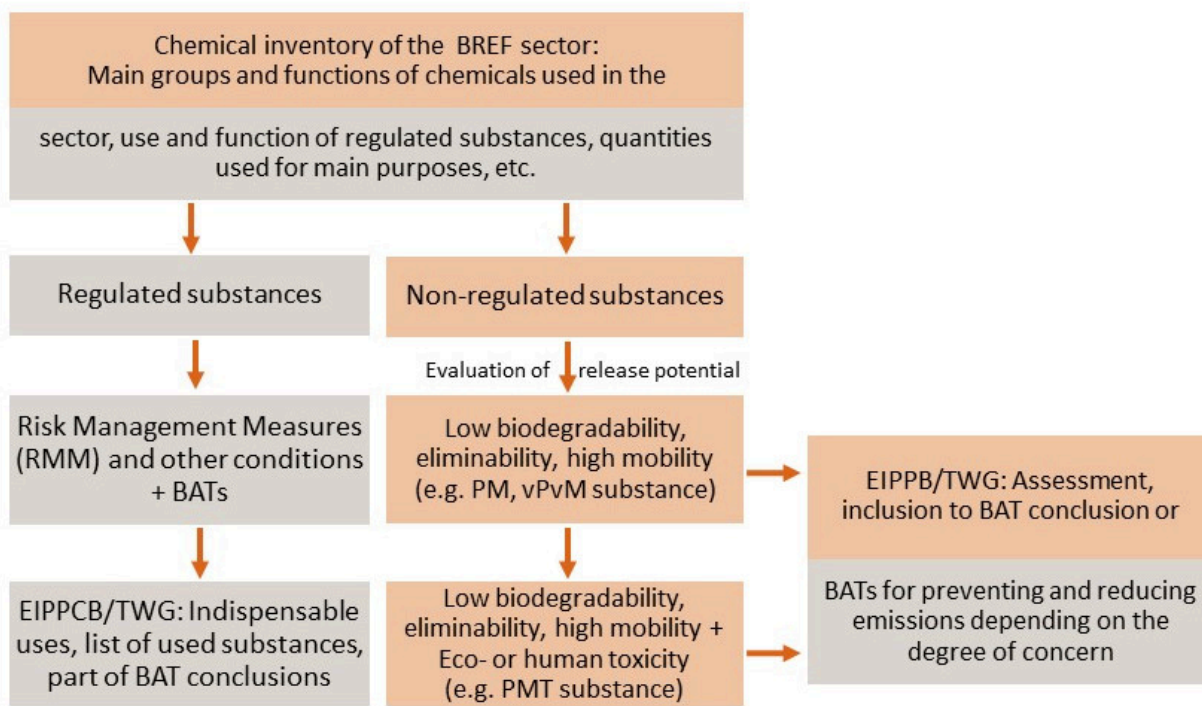 Chemical inventory of the BREF sector:
Main groups and functions of chemicals used in the
sector, use and function of regulated substances, quantities
used for main purposes, etc.
Regulated substances
Non-regulated substances
Evaluation of release potential
Risk Management Measures
(RMM) and other conditions
+ BATs
Low biodegradability,
eliminability, high mobility
(e.g. PM, vPvM substance)
EIPPB/TWG: Assessment,
inclusion to BAT conclusion or
BATs for preventing and reducing
emissions depending on the
degree of concern
EIPPCB/TWG: Indispensable
uses, list of used substances,
part of BAT conclusions
Low biodegradability,
eliminability, high mobility +
Eco- or human toxicity
(e.g. PMT substance)